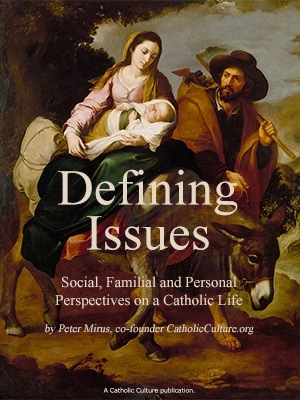 Defining
Issues
Social, Familial and Personal
Perspectives on a Catholic Life
by Peter Mirus, co-founder CatholicCulture.org
A Catholic Culture publication.